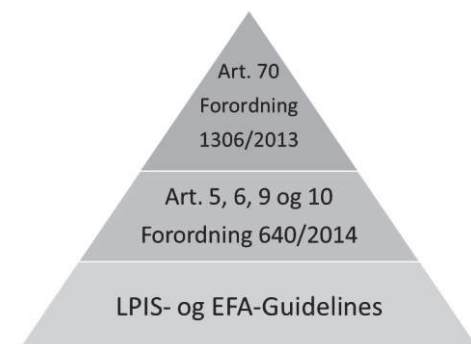 Art. 70
Forordning
1306/2013
Art. 5, 6, 9 og 10
Forordning 640/2014
LPIS- og EFA-Guidelines